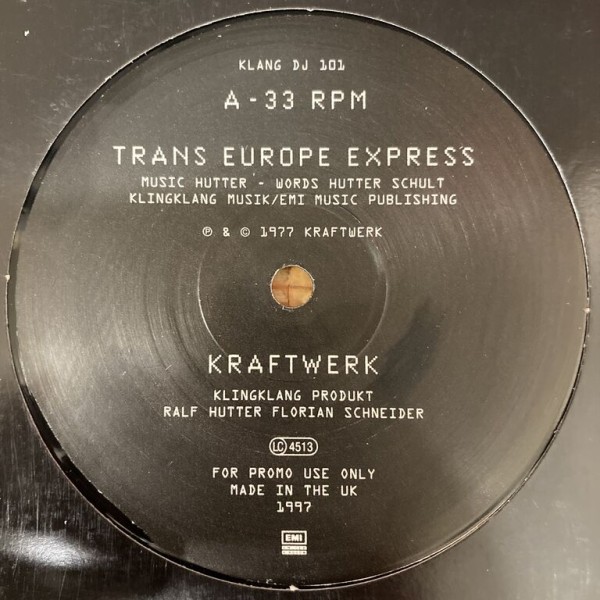 KLANG DJ 101
A - 33 RPM
TRANS EUROPE EXPRESS
MUSIC HUTTER - WORDS HUTTER SCHULT
KLINGKLANG MUSIK/EMI MUSIC PUBLISHING
℗ & © 1977 KRAFTWERK
KRAFTWERK
KLINGKLANG PRODUKT
RALF HUTTER FLORIAN SCHNEIDER
LC 4513
FOR PROMO USE ONLY
MADE IN THE UK
1997
EMI